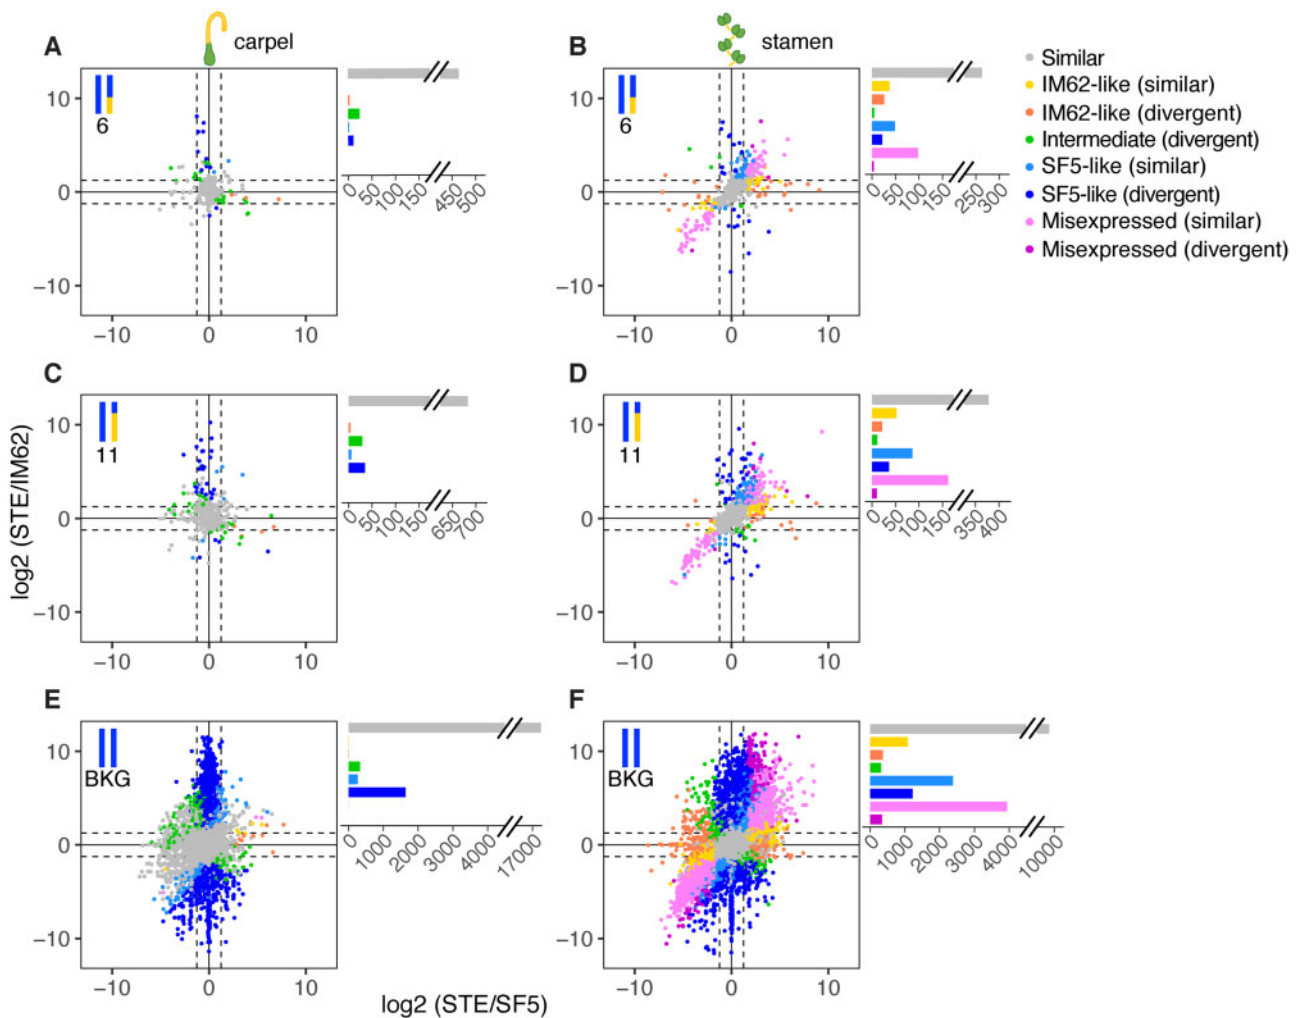 A
carpel
B
stamen
Similar
IM62-like (similar)
IM62-like (divergent)
Intermediate (divergent)
SF5-like (similar)
SF5-like (divergent)
Misexpressed (similar)
Misexpressed (divergent)
10
0
−10
6
−10 0 10
0 50 100 150 450 500
10
0
−10
6
−10 0 10
0 50 100 150 250 300
C
D
10
0
−10
11
−10 0 10
0 50 100 150 650 700
10
0
−10
11
−10 0 10
0 50 100 150 350 400
log2 (STE/IM62)
E
F
10
0
−10
BKG
−10 0 10
0 1000 2000 3000 4000 17000
10
0
−10
BKG
−10 0 10
0 1000 2000 3000 4000 10000
log2 (STE/SF5)